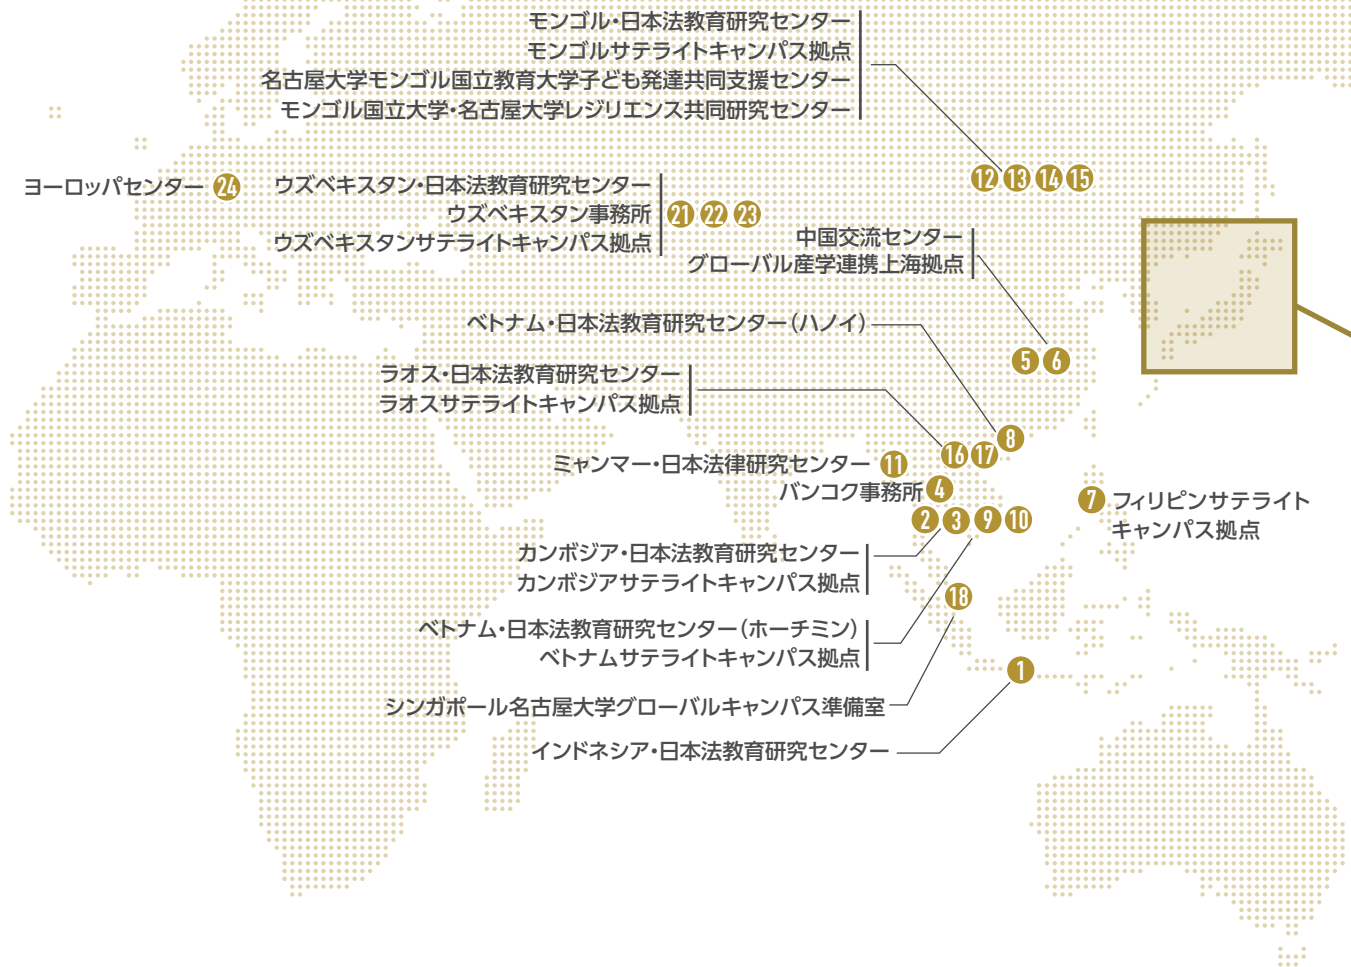 モンゴル・日本法教育研究センター
モンゴルサテライトキャンパス拠点
名古屋大学モンゴル国立教育大学子ども発達共同支援センター
モンゴル国立大学・名古屋大学レジリエンス共同研究センター
12 13 14 15
ヨーロッパセンター 24
ウズベキスタン・日本法教育研究センター
ウズベキスタン事務所
ウズベキスタンサテライトキャンパス拠点
21 22 23
中国交流センター
グローバル産学連携上海拠点
5 6
ベトナム・日本法教育研究センター(ハノイ)
8
ラオス・日本法教育研究センター
ラオスサテライトキャンパス拠点
16 17
ミャンマー・日本法律研究センター 11
バンコク事務所 4
7 フィリピンサテライト
キャンパス拠点
2 3 9 10
カンボジア・日本法教育研究センター
カンボジアサテライトキャンパス拠点
18
ベトナム・日本法教育研究センター(ホーチミン)
ベトナムサテライトキャンパス拠点
1
シンガポール名古屋大学グローバルキャンパス準備室
インドネシア・日本法教育研究センター